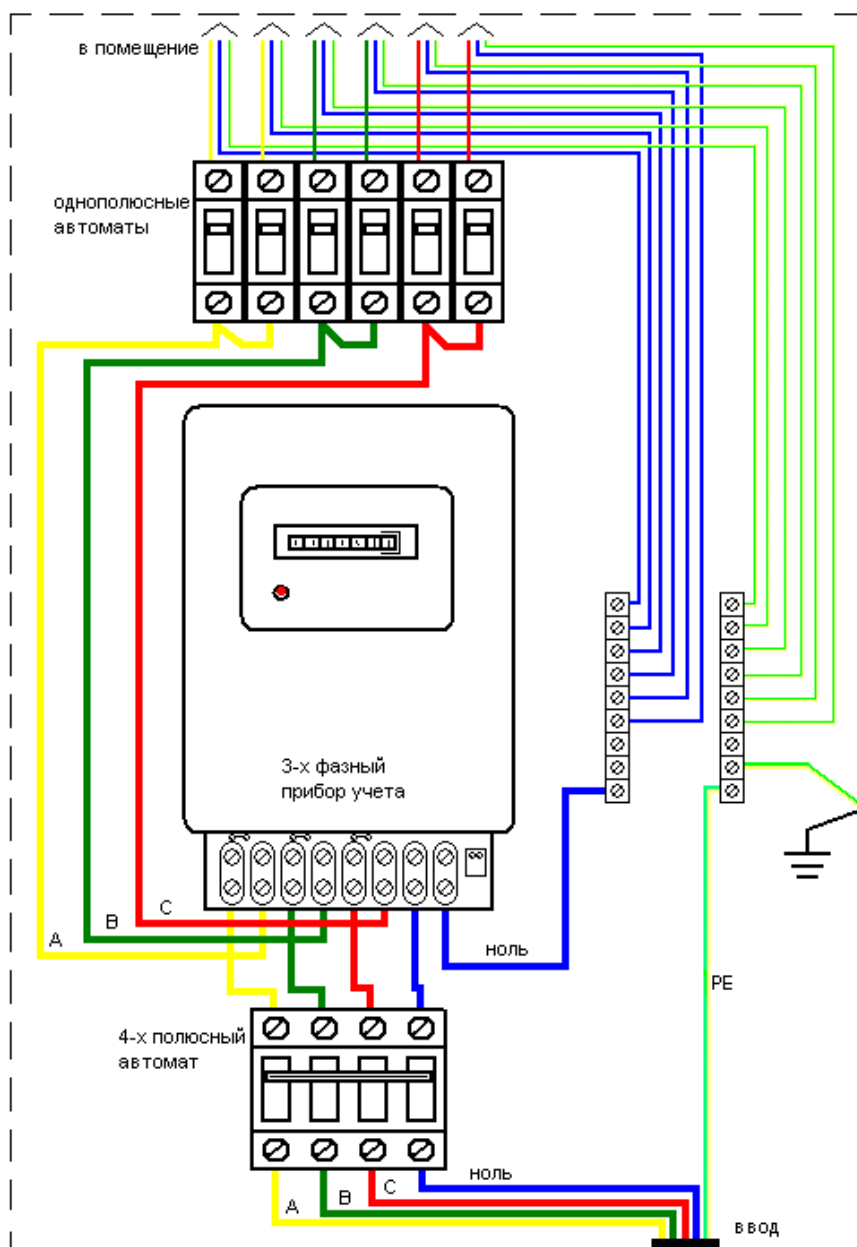 в помещение
однополюсные
автоматы
3-х фазный
прибор учета
A
B
C
ноль
PE
4-х полюсный
автомат
A
B
C
ноль
ввод